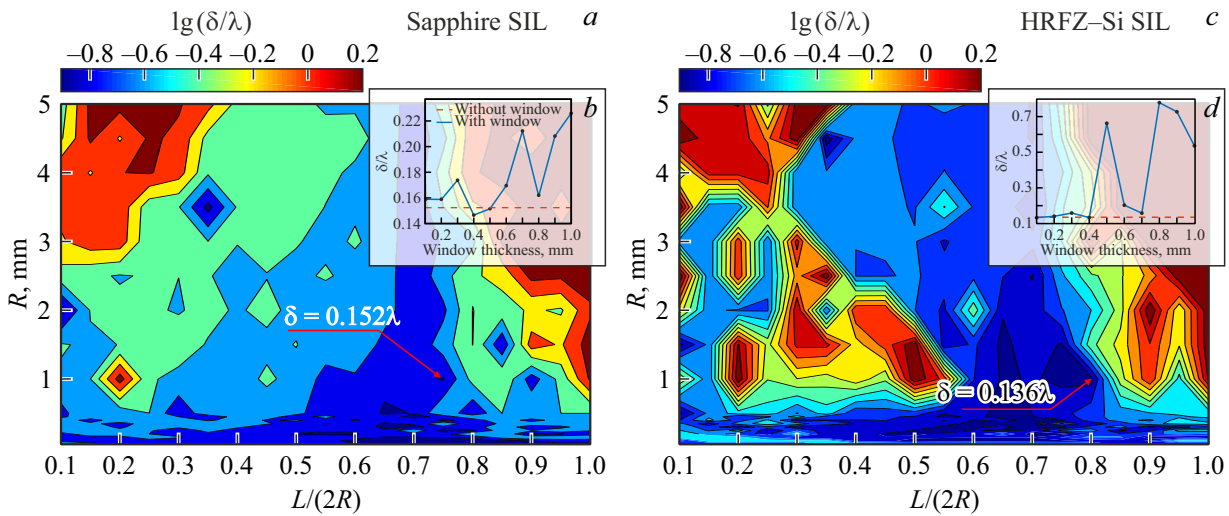 lg (δ/λ) Sapphire SIL a
−0.8 −0.6 −0.4 −0.2 0 0.2
R, mm
5
4
3
2
1
b
Without window
With window
δ/λ
0.22
0.20
0.18
0.16
0.14
0.2 0.4 0.6 0.8 1.0
Window thickness, mm
δ = 0.152λ
0.1 0.2 0.3 0.4 0.5 0.6 0.7 0.8 0.9 1.0
L/(2R)
lg (δ/λ) HRFZ–Si SIL c
−0.8 −0.6 −0.4 −0.2 0 0.2
R, mm
5
4
3
2
1
d
δ/λ
0.7
0.5
0.3
0.1
0.2 0.4 0.6 0.8 1.0
Window thickness, mm
δ = 0.136λ
0.1 0.2 0.3 0.4 0.5 0.6 0.7 0.8 0.9 1.0
L/(2R)